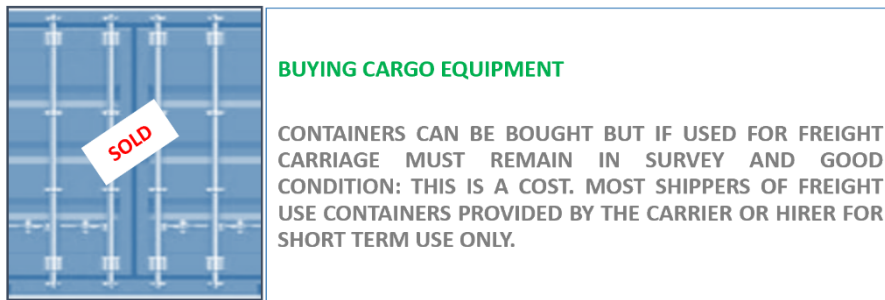 SOLD
BUYING CARGO EQUIPMENT
CONTAINERS CAN BE BOUGHT BUT IF USED FOR FREIGHT
CARRIAGE MUST REMAIN IN SURVEY AND GOOD
CONDITION: THIS IS A COST. MOST SHIPPERS OF FREIGHT
USE CONTAINERS PROVIDED BY THE CARRIER OR HIRER FOR
SHORT TERM USE ONLY.